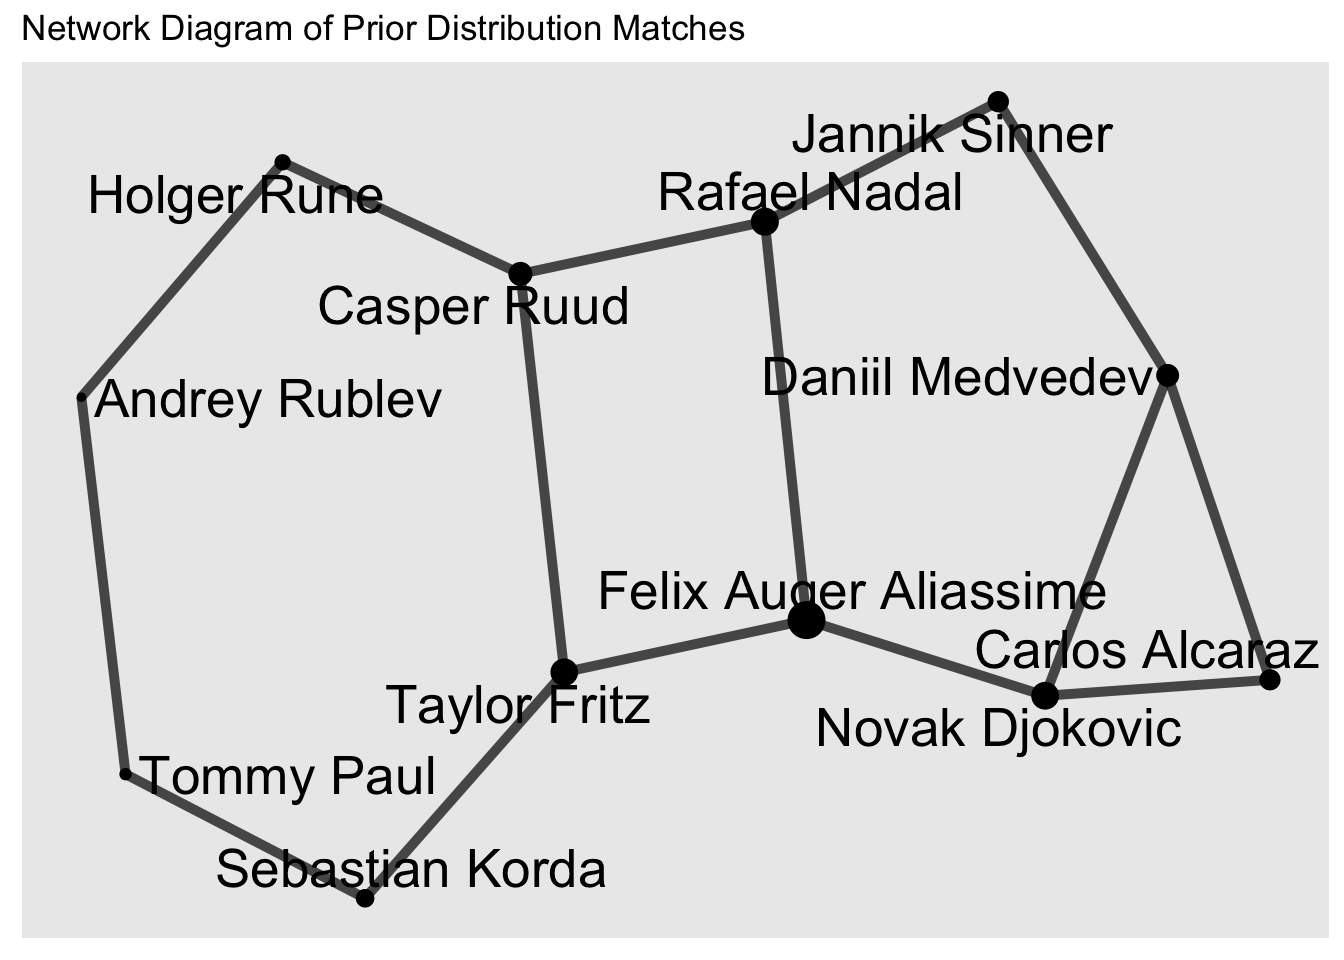 Network Diagram of Prior Distribution Matches
Jannik Sinner
Holger Rune
Rafael Nadal
Casper Ruud
Daniil Medvedev
Andrey Rublev
Felix Auger Aliassime
Carlos Alcaraz
Taylor Fritz
Novak Djokovic
Tommy Paul
Sebastian Korda